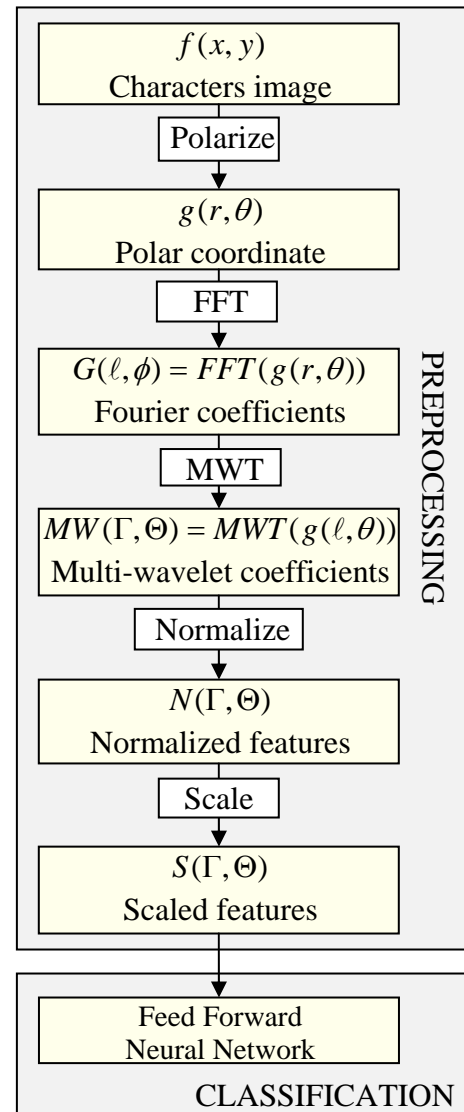 f(x, y)
Characters image
Polarize
g(r, θ)
Polar coordinate
FFT
G(ℓ, ϕ) = FFT(g(r, θ))
Fourier coefficients
MWT
MW(Γ, Θ) = MWT(g(ℓ, θ))
Multi-wavelet coefficients
Normalize
N(Γ, Θ)
Normalized features
Scale
S(Γ, Θ)
Scaled features
PREPROCESSING
Feed Forward
Neural Network
CLASSIFICATION